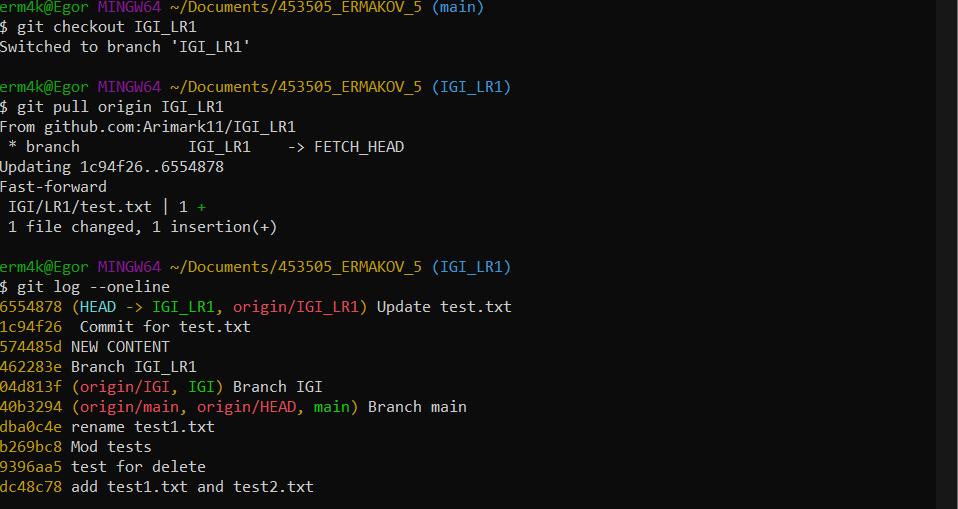 erm4k@Egor MINGW64 ~/Documents/453505_ERMAKOV_5 (main)
$ git checkout IGI_LR1
Switched to branch 'IGI_LR1'
erm4k@Egor MINGW64 ~/Documents/453505_ERMAKOV_5 (IGI_LR1)
$ git pull origin IGI_LR1
From github.com:Arimark11/IGI_LR1
 * branch            IGI_LR1    -> FETCH_HEAD
Updating 1c94f26..6554878
Fast-forward
 IGI/LR1/test.txt | 1 +
 1 file changed, 1 insertion(+)
erm4k@Egor MINGW64 ~/Documents/453505_ERMAKOV_5 (IGI_LR1)
$ git log --oneline
6554878 (HEAD -> IGI_LR1, origin/IGI_LR1) Update test.txt
1c94f26  Commit for test.txt
574485d NEW CONTENT
462283e Branch IGI_LR1
04d813f (origin/IGI, IGI) Branch IGI
40b3294 (origin/main, origin/HEAD, main) Branch main
dba0c4e rename test1.txt
b269bc8 Mod tests
9396aa5 test for delete
dc48c78 add test1.txt and test2.txt